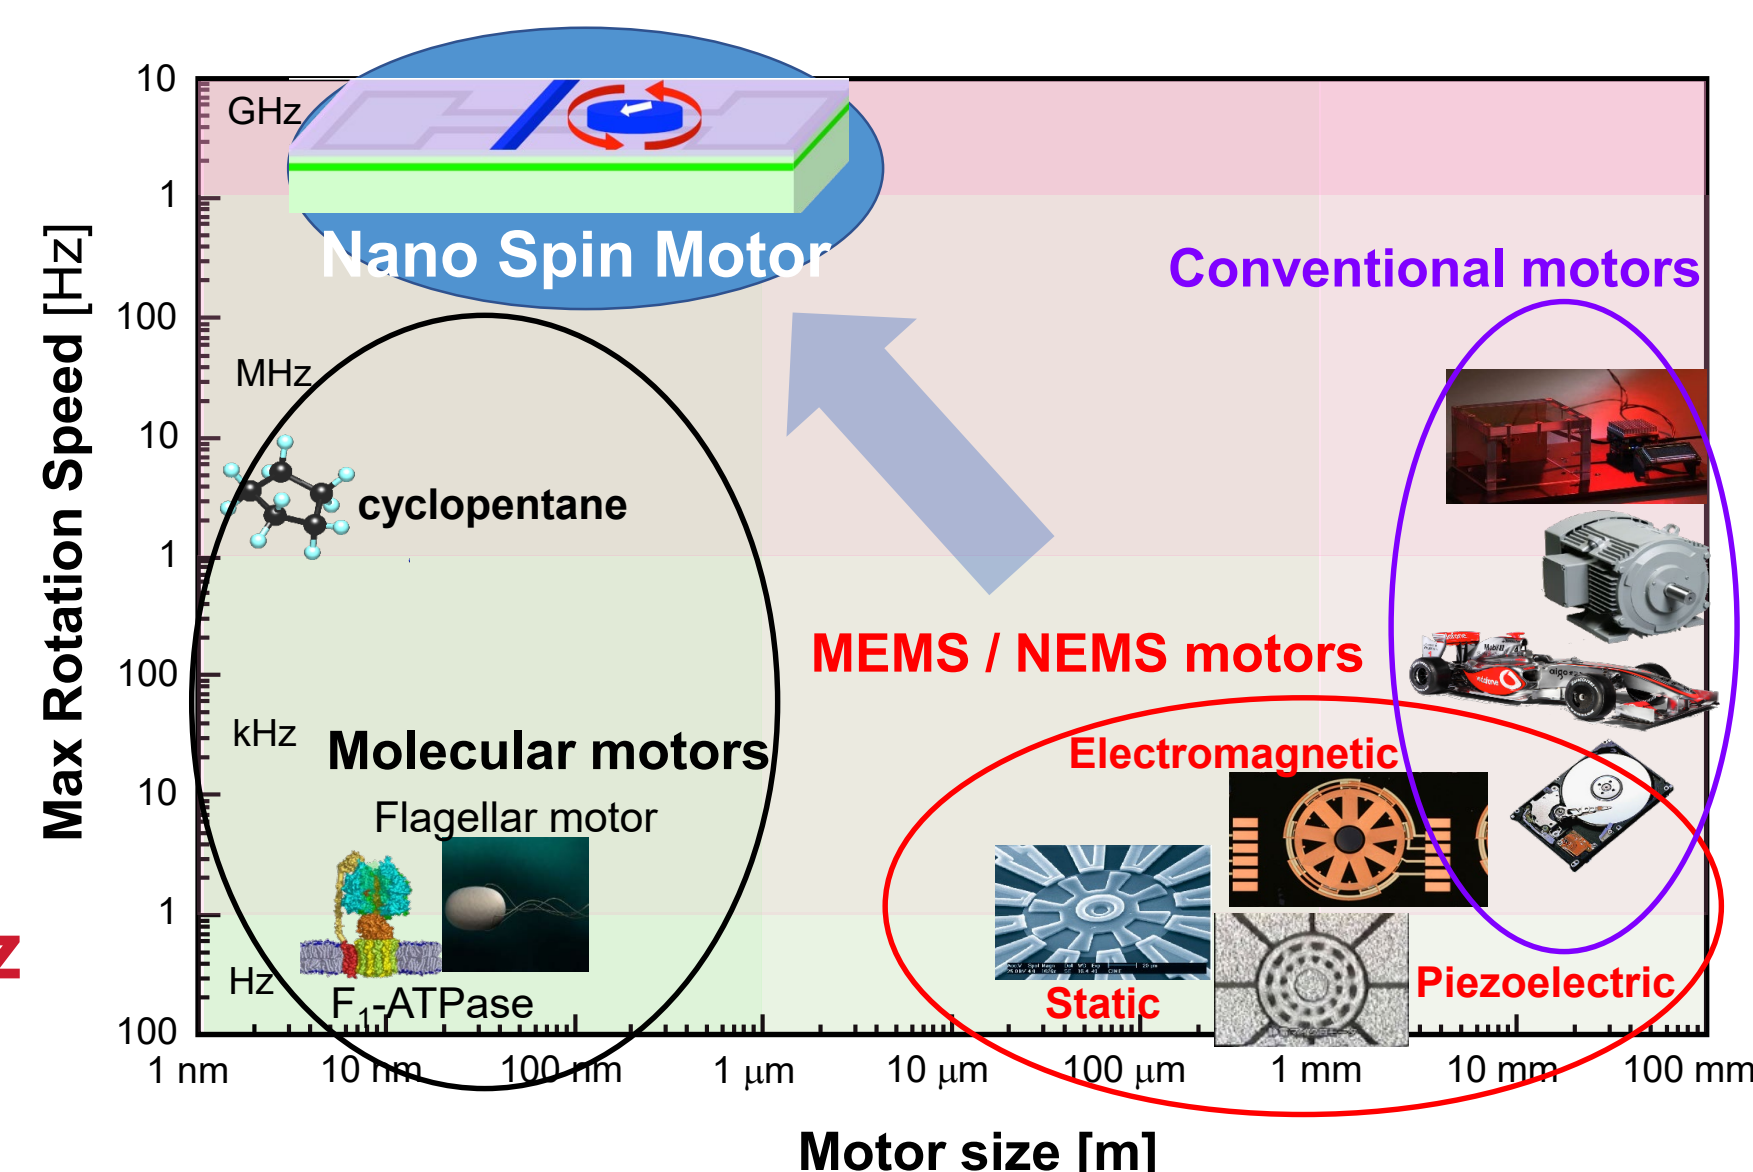 10
GHz
1
Nano Spin Motor
Conventional motors
100
MHz
10
cyclopentane
1
MEMS / NEMS motors
100
kHz
Molecular motors
Electromagnetic
10
Flagellar motor
1
Z
Hz
F1-ATPase
Static
Piezoelectric
100
1 nm 10 nm 100 nm 1 μm 10 μm 100 μm 1 mm 10 mm 100 mm
Motor size [m]
Max Rotation Speed [Hz]
vodafone